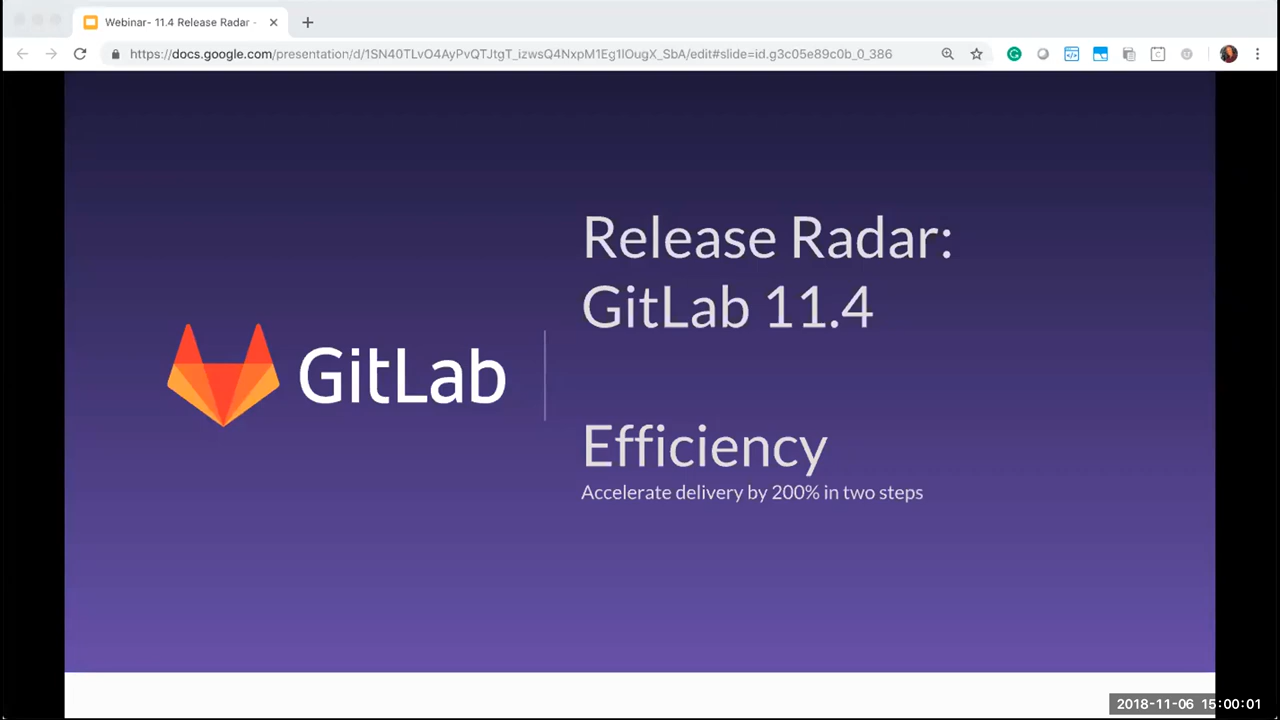 Webinar- 11.4 Release Radar -
https://docs.google.com/presentation/d/1SN40TLvO4AyPvQTJtgT_izwsQ4NxpM1Eg1lOugX_SbA/edit#slide=id.g3c05e89c0b_0_386
Release Radar:
GitLab 11.4
GitLab
Efficiency
Accelerate delivery by 200% in two steps
2018-11-06 15:00:01